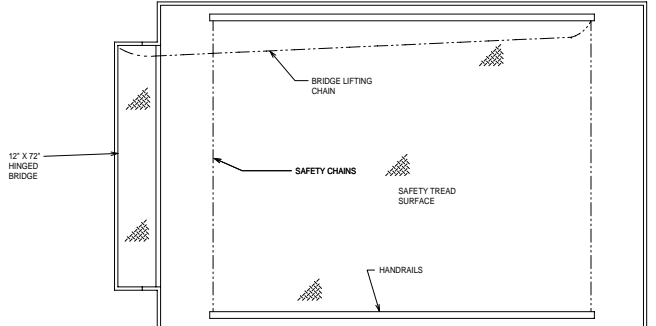 BRIDGE LIFTING
CHAIN
12" X 72"
HINGED
BRIDGE
SAFETY CHAINS
SAFETY TREAD
SURFACE
HANDRAILS